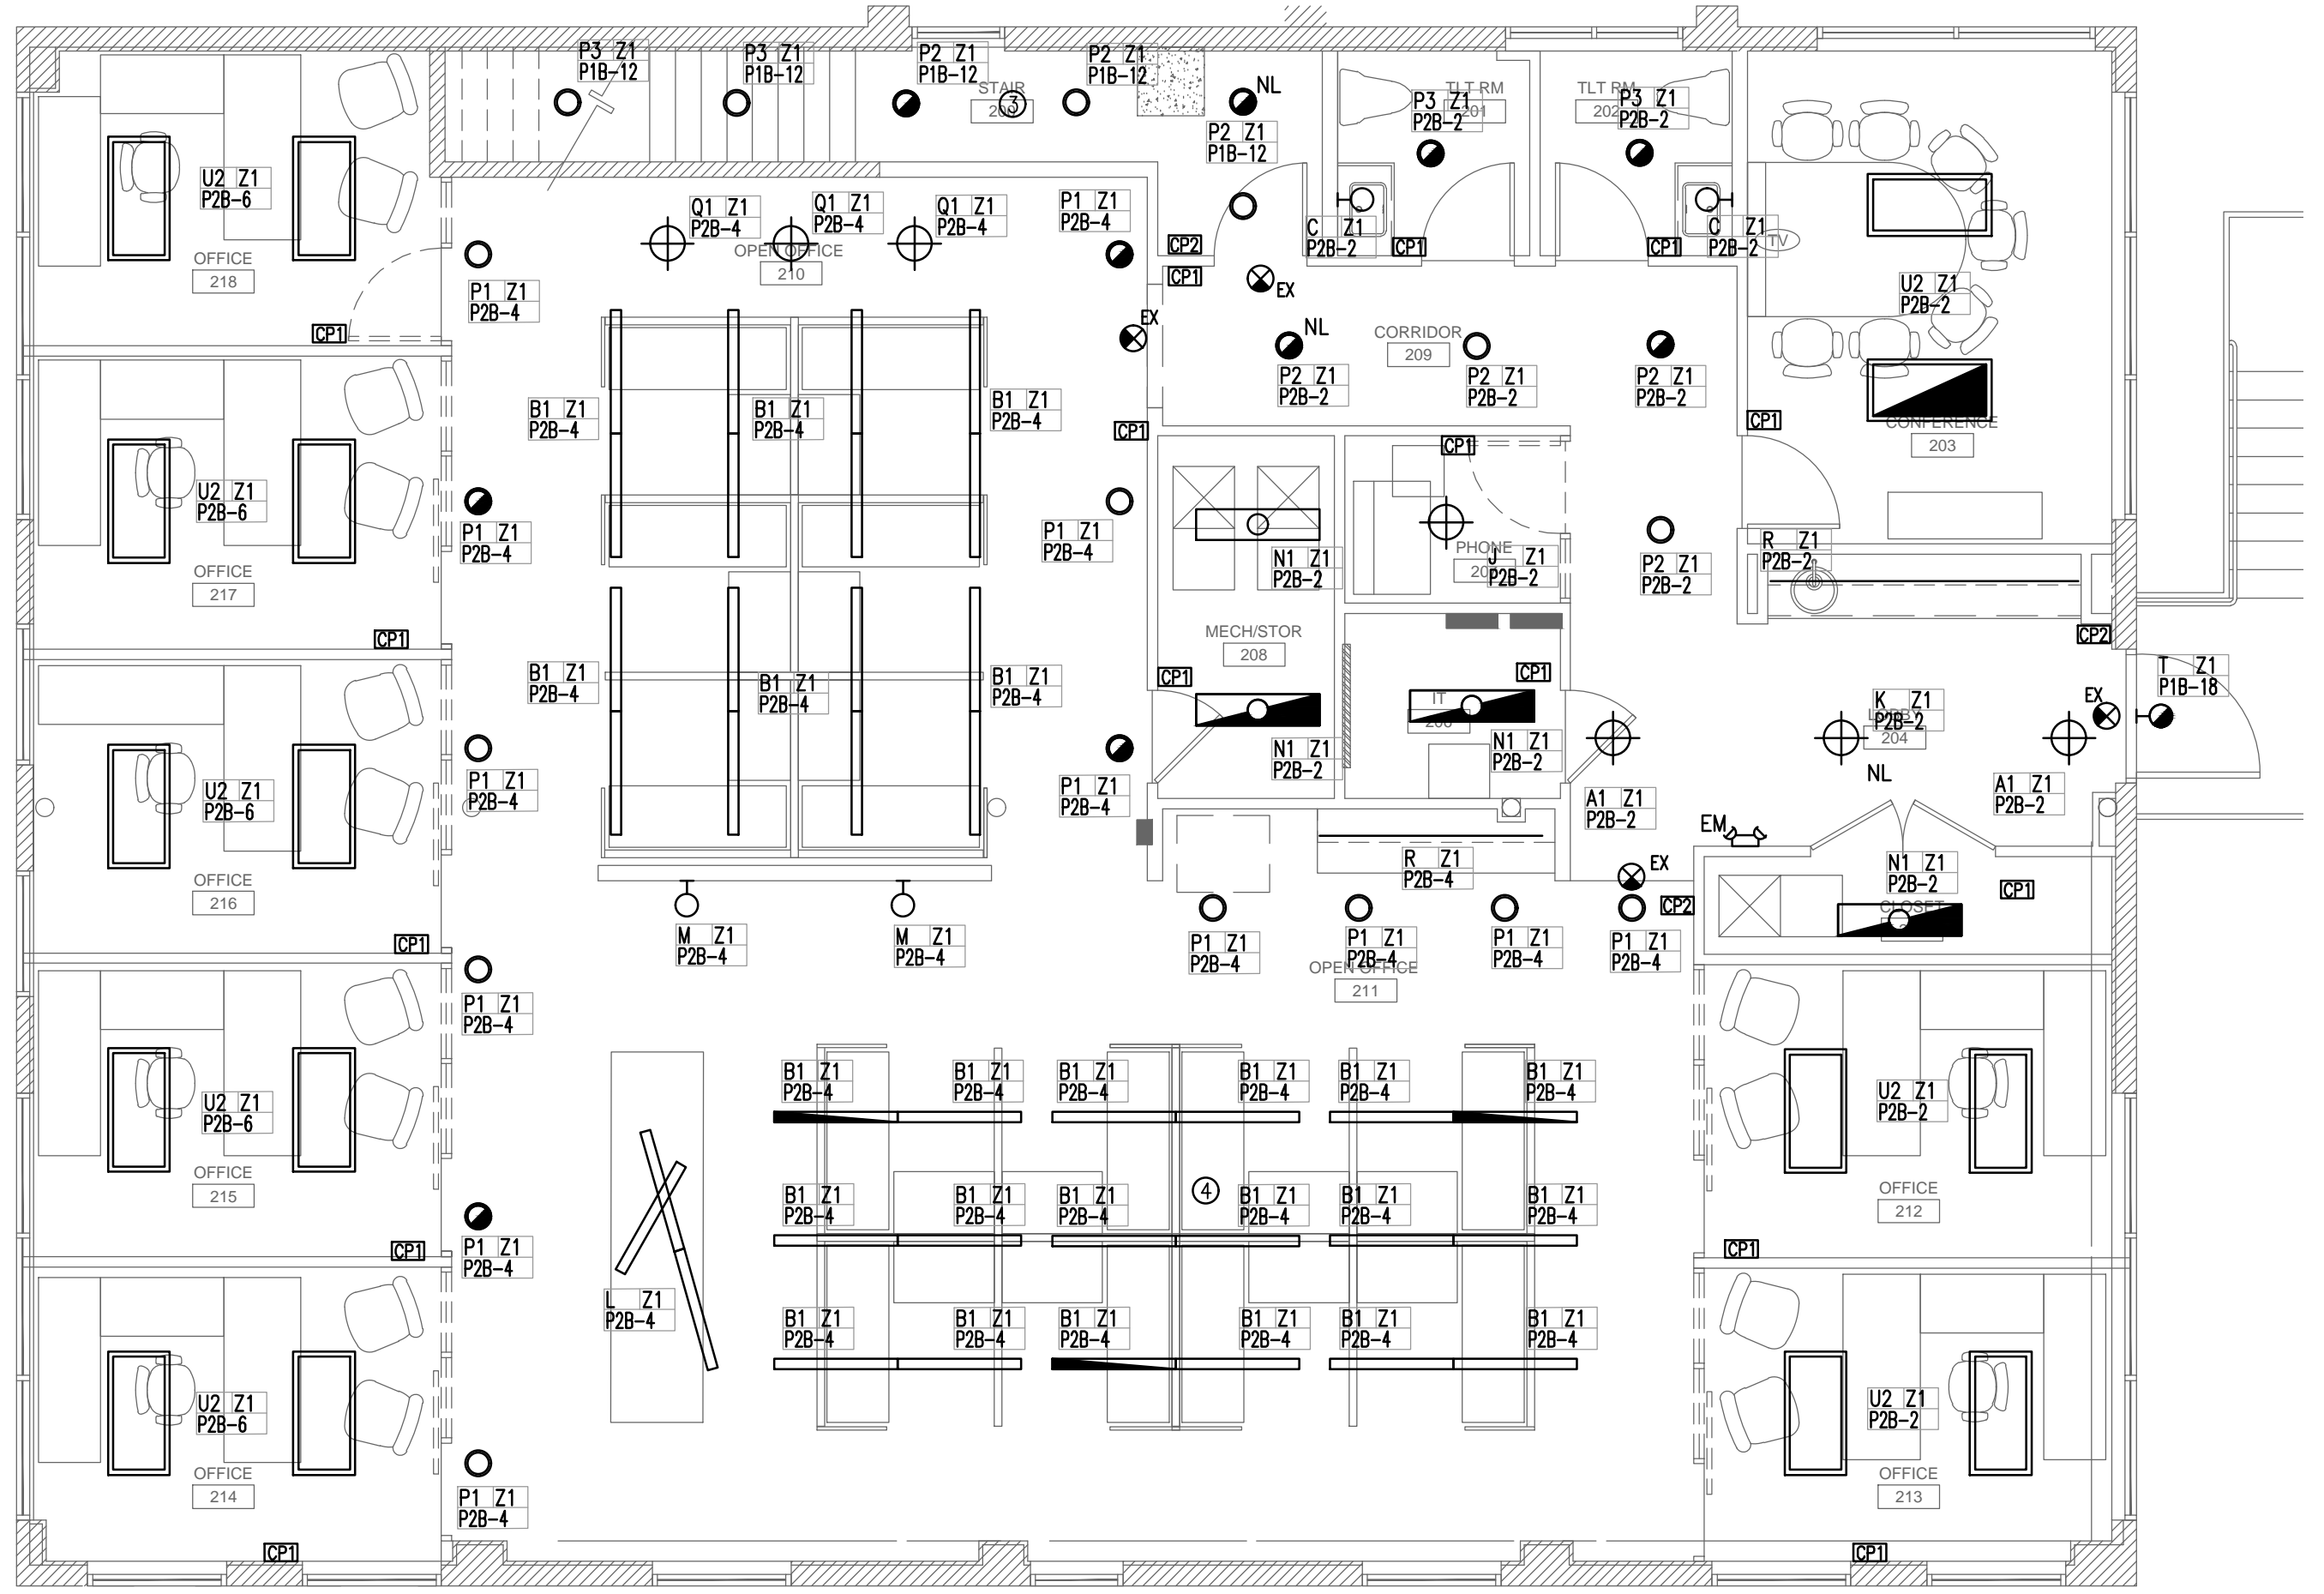 P3 Z1
P1B-12
P3 Z1
P1B-12
P2 Z1
P1B-12
P2 Z1
P1B-12
NL
STAIR
3
P2 Z1
P1B-12
TLT RM
201
P3 Z1
P2B-2
TLT RM
202
P3 Z1
P2B-2
U2 Z1
P2B-6
OFFICE
218
Q1 Z1
P2B-4
Q1 Z1
P2B-4
Q1 Z1
P2B-4
OPEN OFFICE
210
P1 Z1
P2B-4
CP2
CP1
C Z1
P2B-2
CP1
CP1
C Z1
P2B-2
TV
EX
P1 Z1
P2B-4
CP1
EX
NL
CORRIDOR
209
U2 Z1
P2B-2
P2 Z1
P2B-2
P2 Z1
P2B-2
P2 Z1
P2B-2
B1 Z1
P2B-4
B1 Z1
P2B-4
B1 Z1
P2B-4
CP1
CP1
CP1
CONFERENCE
203
U2 Z1
P2B-6
OFFICE
217
P1 Z1
P2B-4
P1 Z1
P2B-4
N1 Z1
P2B-2
PHONE
J Z1
P2B-2
P2 Z1
P2B-2
R Z1
P2B-2
CP1
MECH/STOR
208
CP1
CP1
CP2
B1 Z1
P2B-4
B1 Z1
P2B-4
B1 Z1
P2B-4
T Z1
P1B-18
EX
K Z1
P2B-2
LOBBY
204
NL
IT
N1 Z1
P2B-2
N1 Z1
P2B-2
A1 Z1
P2B-2
A1 Z1
P2B-2
U2 Z1
P2B-6
OFFICE
216
P1 Z1
P2B-4
P1 Z1
P2B-4
EM
R Z1
P2B-4
EX
CP2
N1 Z1
P2B-2
CP1
CLOSET
CP1
M Z1
P2B-4
M Z1
P2B-4
P1 Z1
P2B-4
P1 Z1
P2B-4
P1 Z1
P2B-4
P1 Z1
P2B-4
OPEN OFFICE
211
P1 Z1
P2B-4
U2 Z1
P2B-6
OFFICE
215
B1 Z1
P2B-4
B1 Z1
P2B-4
B1 Z1
P2B-4
B1 Z1
P2B-4
B1 Z1
P2B-4
B1 Z1
P2B-4
U2 Z1
P2B-2
OFFICE
212
B1 Z1
P2B-4
B1 Z1
P2B-4
B1 Z1
P2B-4
4
B1 Z1
P2B-4
B1 Z1
P2B-4
B1 Z1
P2B-4
CP1
P1 Z1
P2B-4
CP1
L Z1
P2B-4
B1 Z1
P2B-4
B1 Z1
P2B-4
B1 Z1
P2B-4
B1 Z1
P2B-4
B1 Z1
P2B-4
B1 Z1
P2B-4
U2 Z1
P2B-6
OFFICE
214
U2 Z1
P2B-2
OFFICE
213
P1 Z1
P2B-4
CP1
CP1